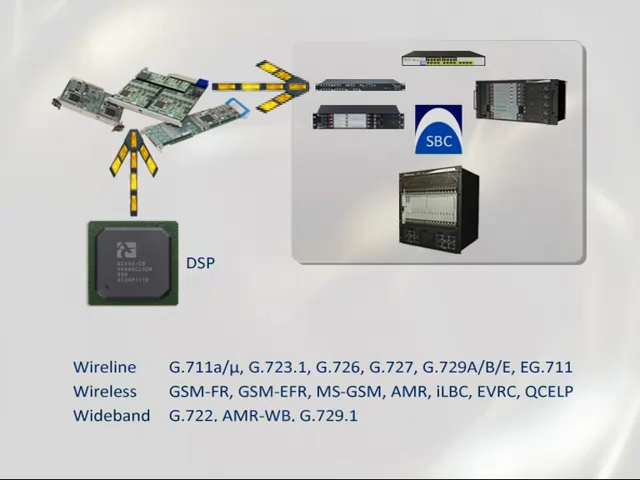 SBC
DSP
Wireline G.711a/μ, G.723.1, G.726, G.727, G.729A/B/E, EG.711
Wireless GSM-FR, GSM-EFR, MS-GSM, AMR, iLBC, EVRC, QCELP
Wideband G.722, AMR-WB, G.729.1